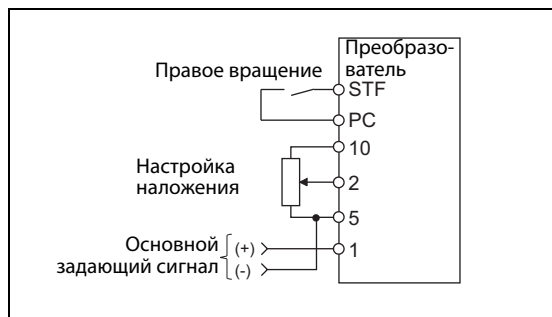 Преобразо-
ватель
Правое вращение
STF
PC
10
Настройка
наложения
2
5
Основной
задающий сигнал
(+)
(-)
1